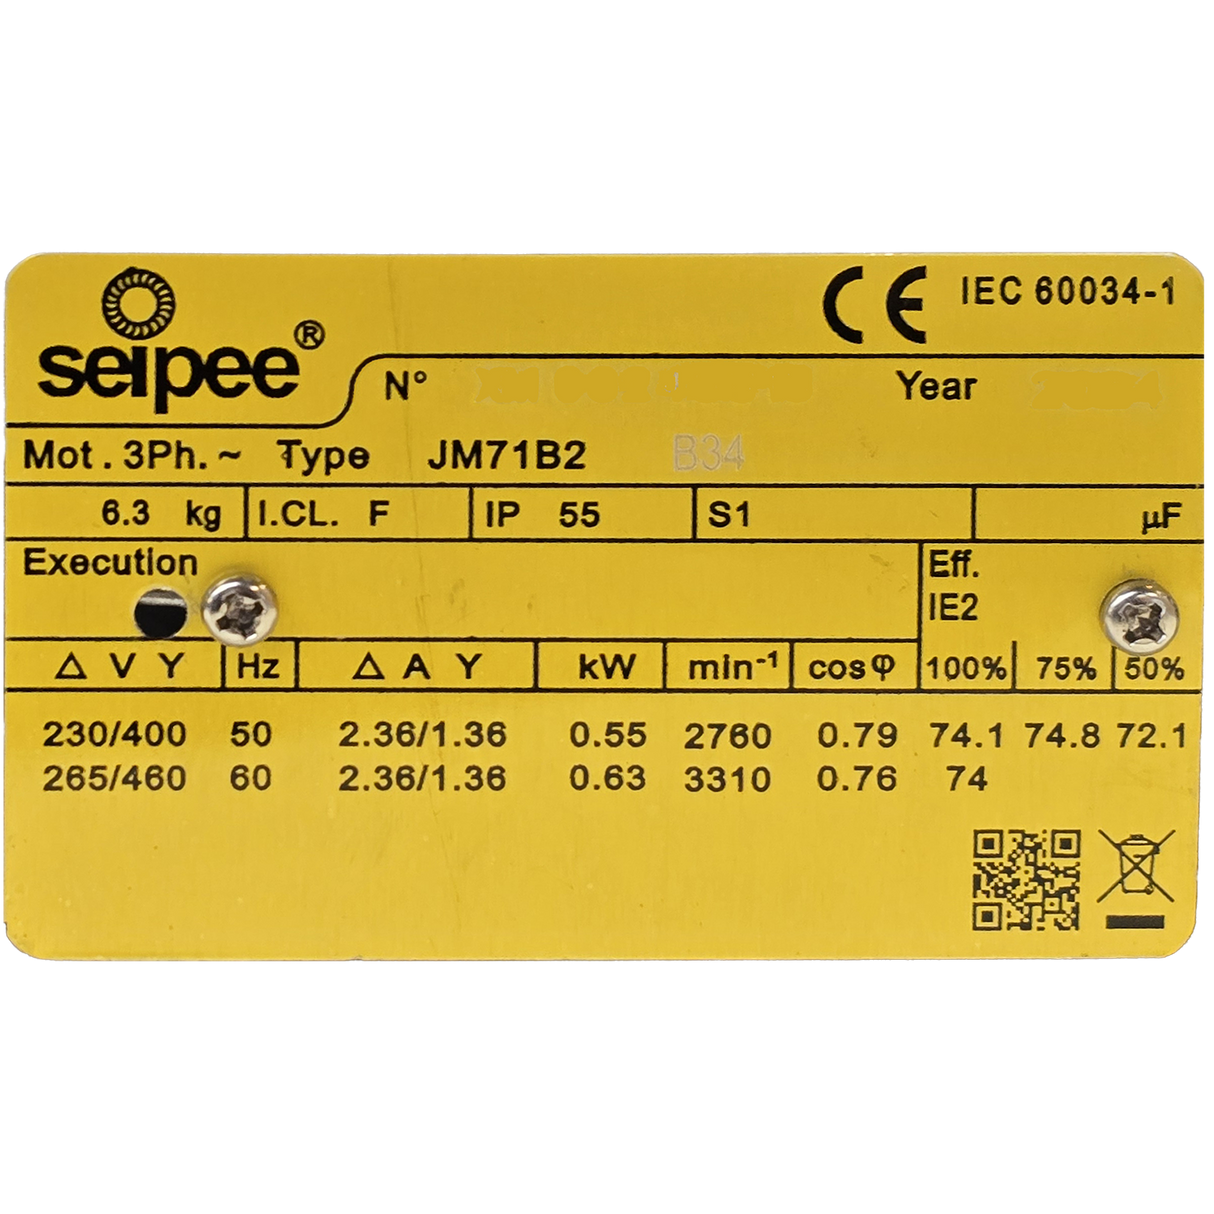 CE IEC 60034-1
seipee®
N° Year
Mot. 3Ph. ~ Type JM71B2 B34
6.3 kg I.CL. F IP 55 S1 µF
Execution Eff.
IE2
Δ V Y Hz Δ A Y kW min⁻¹ cosφ 100% 75% 50%
230/400 50 2.36/1.36 0.55 2760 0.79 74.1 74.8 72.1
265/460 60 2.36/1.36 0.63 3310 0.76 74